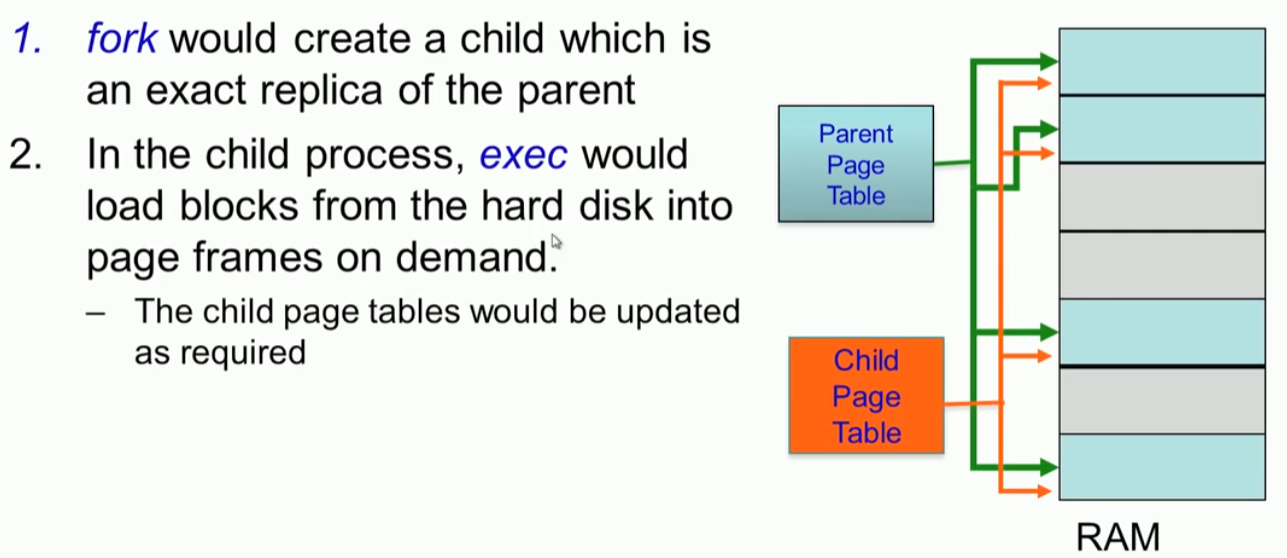 1. fork would create a child which is
an exact replica of the parent
2. In the child process, exec would
load blocks from the hard disk into
page frames on demand.
– The child page tables would be updated
as required
Parent
Page
Table
Child
Page
Table
RAM